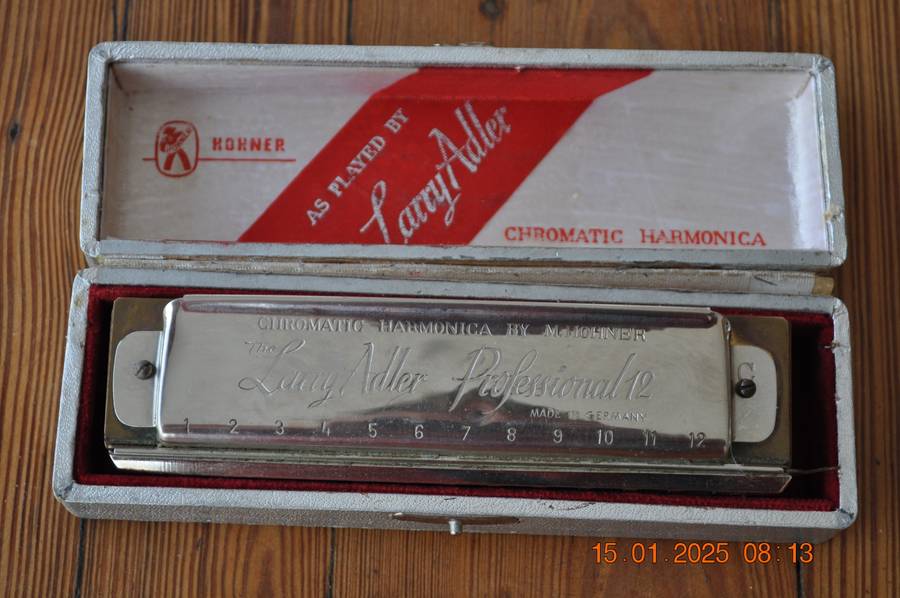 HOHNER
AS PLAYED BY
Larry Adler
CHROMATIC HARMONICA
CHROMATIC HARMONICA BY M. HOHNER
The
Larry Adler Professional 12
MADE IN GERMANY
C
1 2 3 4 5 6 7 8 9 10 11 12
15.01.2025 08:13